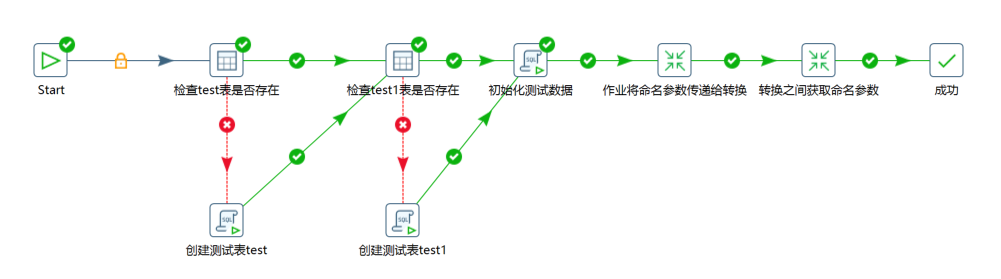 Start
检查test表是否存在
检查test1表是否存在
初始化测试数据
作业将命名参数传递给转换
转换之间获取命名参数
成功
SQL
SQL
SQL
创建测试表test
创建测试表test1